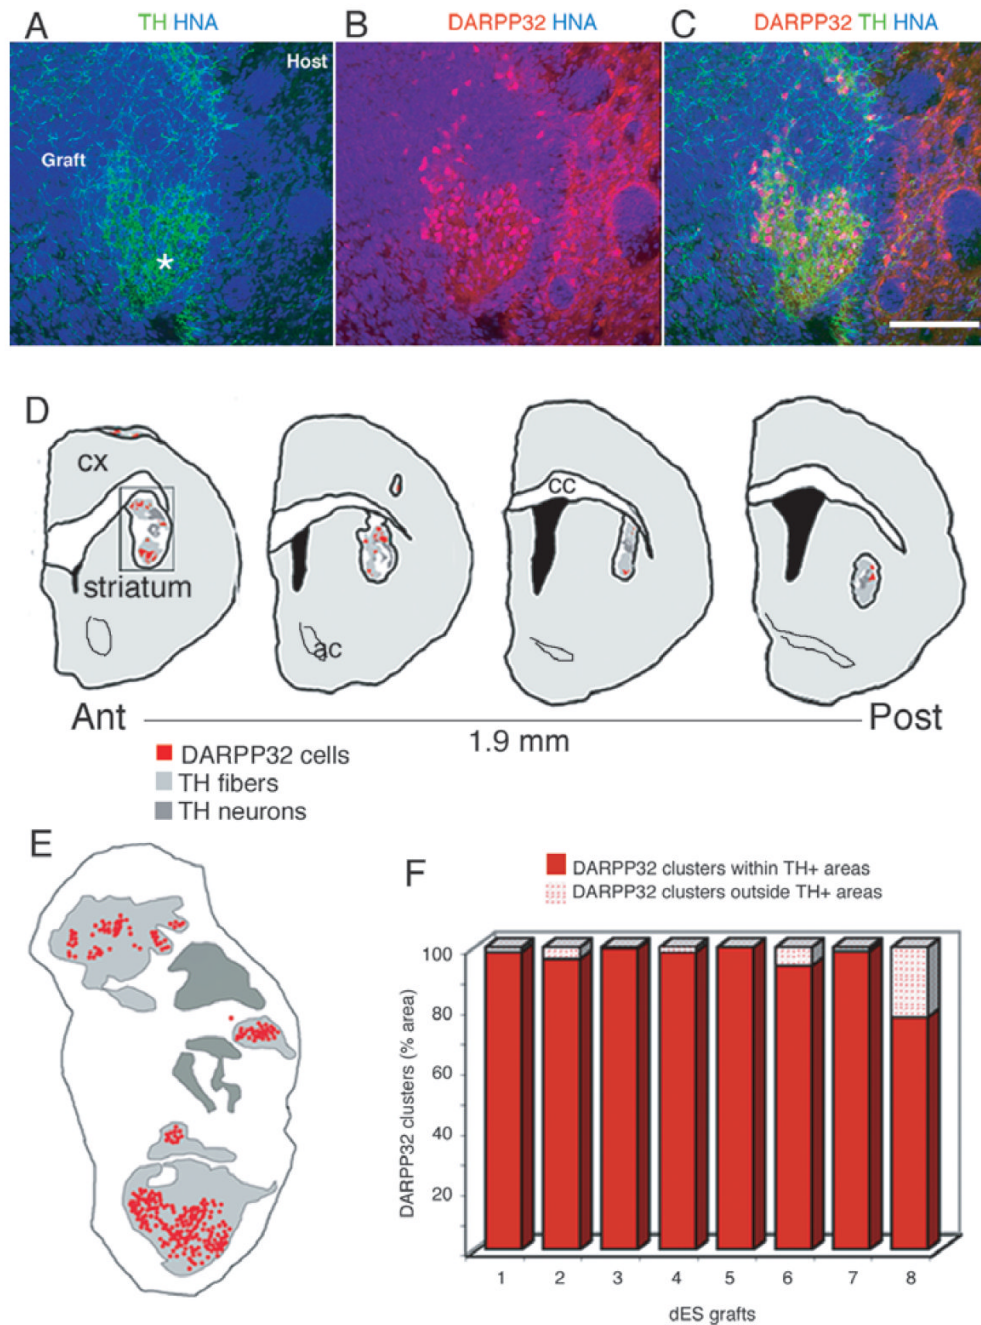 A TH HNA
B DARPP32 HNA
C DARPP32 TH HNA
Host
Graft
*
D
cx
striatum
ac
cc
Ant
Post
1.9 mm
DARPP32 cells
TH fibers
TH neurons
E
F
DARPP32 clusters within TH+ areas
DARPP32 clusters outside TH+ areas
DARPP32 clusters (% area)
100
80
60
40
20
1 2 3 4 5 6 7 8
dES grafts